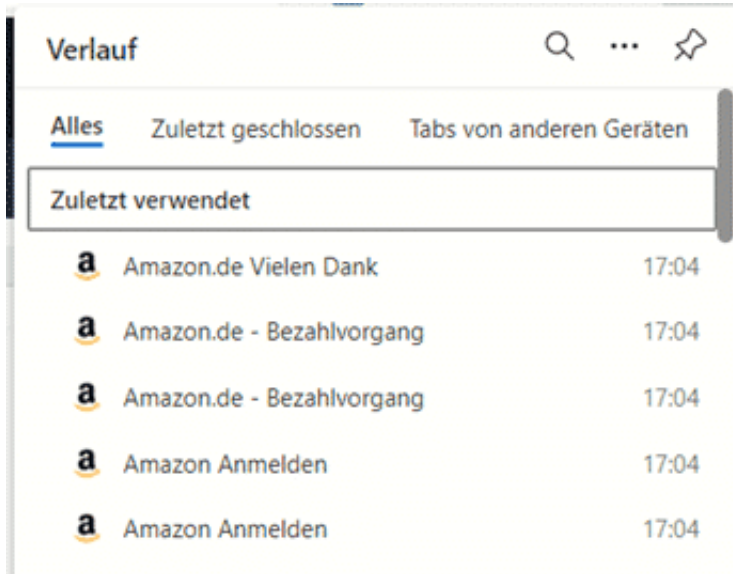 Verlauf
Alles Zuletzt geschlossen Tabs von anderen Geräten
Zuletzt verwendet
a Amazon.de Vielen Dank 17:04
a Amazon.de - Bezahlvorgang 17:04
a Amazon.de - Bezahlvorgang 17:04
a Amazon Anmelden 17:04
a Amazon Anmelden 17:04